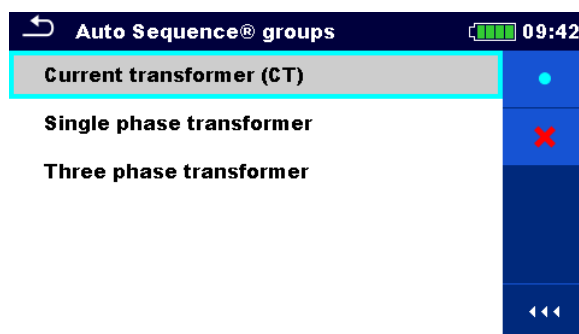 Auto Sequence® groups
09:42
Current transformer (CT)
Single phase transformer
Three phase transformer